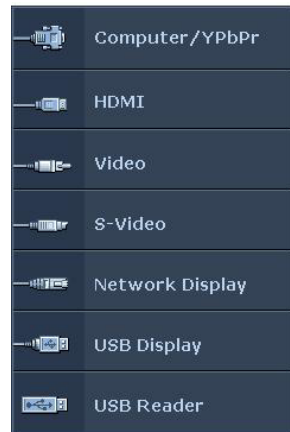 Computer/YPbPr
HDMI
Video
S-Video
Network Display
USB Display
USB Reader